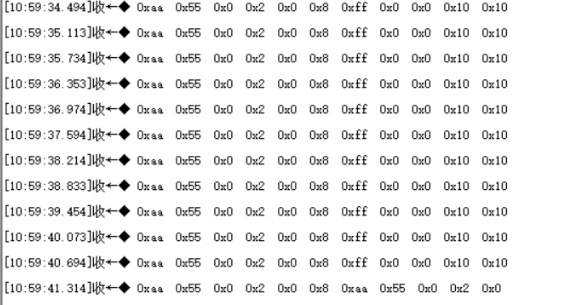 [10:59:34.494]收←◆ 0xaa 0x55 0x0 0x2 0x0 0x8 0xff 0x0 0x0 0x10 0x10
[10:59:35.113]收←◆ 0xaa 0x55 0x0 0x2 0x0 0x8 0xff 0x0 0x0 0x10 0x10
[10:59:35.734]收←◆ 0xaa 0x55 0x0 0x2 0x0 0x8 0xff 0x0 0x0 0x10 0x10
[10:59:36.353]收←◆ 0xaa 0x55 0x0 0x2 0x0 0x8 0xff 0x0 0x0 0x10 0x10
[10:59:36.974]收←◆ 0xaa 0x55 0x0 0x2 0x0 0x8 0xff 0x0 0x0 0x10 0x10
[10:59:37.594]收←◆ 0xaa 0x55 0x0 0x2 0x0 0x8 0xff 0x0 0x0 0x10 0x10
[10:59:38.214]收←◆ 0xaa 0x55 0x0 0x2 0x0 0x8 0xff 0x0 0x0 0x10 0x10
[10:59:38.833]收←◆ 0xaa 0x55 0x0 0x2 0x0 0x8 0xff 0x0 0x0 0x10 0x10
[10:59:39.454]收←◆ 0xaa 0x55 0x0 0x2 0x0 0x8 0xff 0x0 0x0 0x10 0x10
[10:59:40.073]收←◆ 0xaa 0x55 0x0 0x2 0x0 0x8 0xff 0x0 0x0 0x10 0x10
[10:59:40.694]收←◆ 0xaa 0x55 0x0 0x2 0x0 0x8 0xff 0x0 0x0 0x10 0x10
[10:59:41.314]收←◆ 0xaa 0x55 0x0 0x2 0x0 0x8 0xaa 0x55 0x0 0x2 0x0